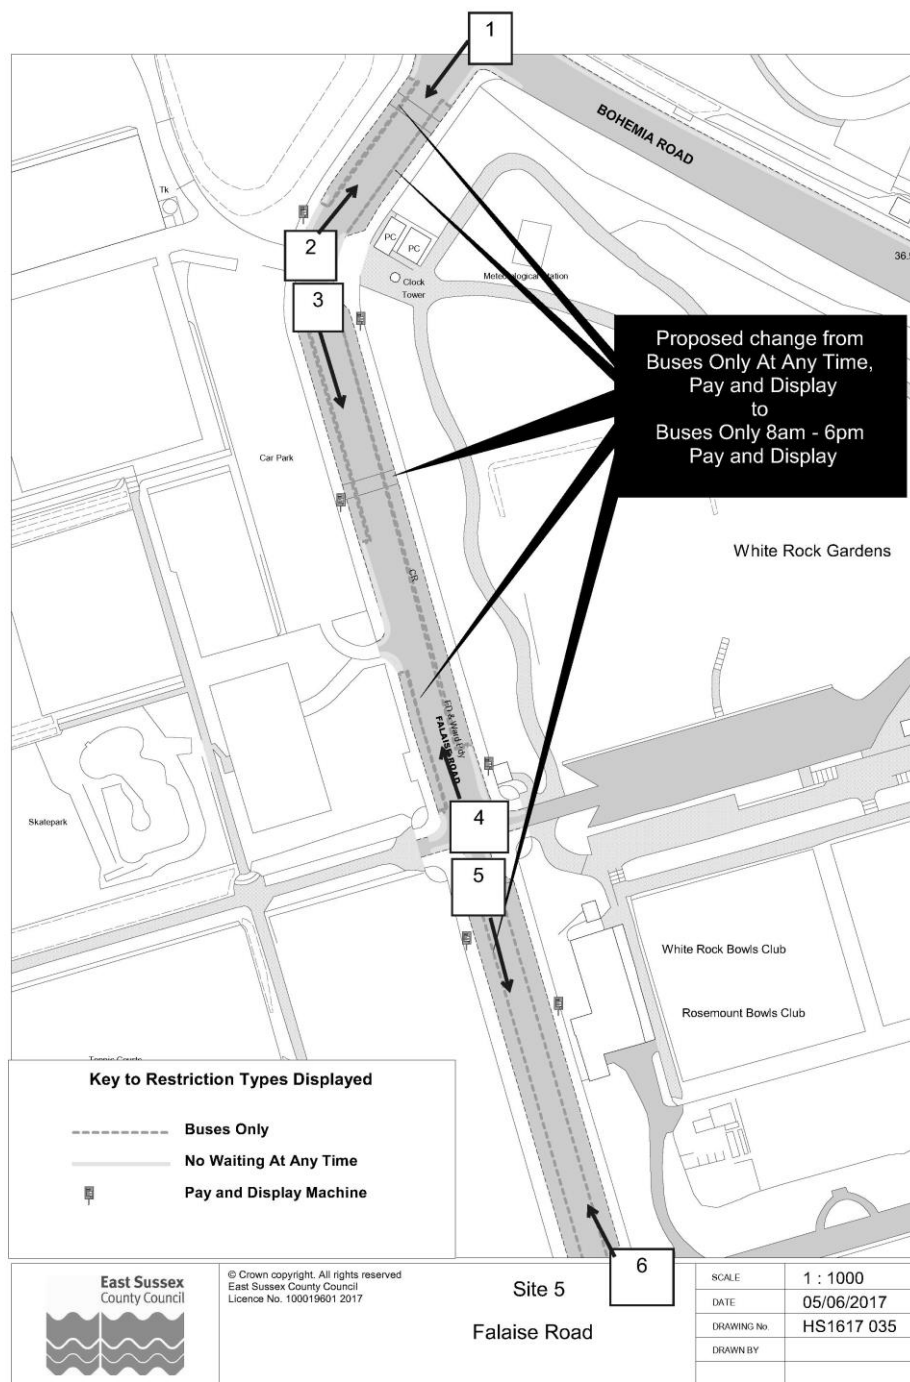 1
BOHEMIA ROAD
Tk
2
PC
PC
36.
3
Clock
Tower
Meteorological Station
Proposed change from
Buses Only At Any Time,
Pay and Display
to
Buses Only 8am - 6pm
Pay and Display
Car Park
White Rock Gardens
CR
ED & Ward Bdy
FALAISE ROAD
Skatepark
4
5
White Rock Bowls Club
Rosemount Bowls Club
Tennis Courts
Key to Restriction Types Displayed
Buses Only
No Waiting At Any Time
Pay and Display Machine
6
East Sussex
County Council
© Crown copyright. All rights reserved
East Sussex County Council
Licence No. 100019601 2017
Site 5
Falaise Road
SCALE 1 : 1000
DATE 05/06/2017
DRAWING No. HS1617 035
DRAWN BY